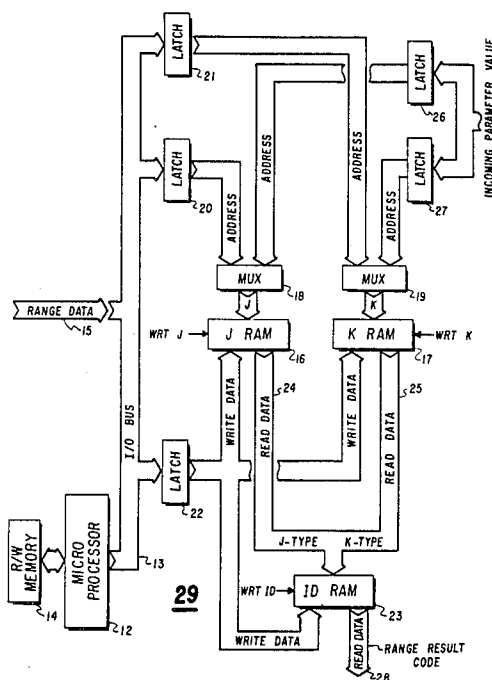 LATCH
21
LATCH
26
INCOMING PARAMETER VALUE
LATCH
20
LATCH
27
ADDRESS
ADDRESS
ADDRESS
ADDRESS
MUX
18
MUX
19
RANGE DATA
15
J
K
WRT J
J RAM
16
K RAM
17
WRT K
24
25
I/O BUS
WRITE DATA
READ DATA
WRITE DATA
READ DATA
LATCH
22
R/W MEMORY
14
MICRO PROCESSOR
12
13
J-TYPE
K-TYPE
29
WRT ID
ID RAM
23
WRITE DATA
READ DATA
28
RANGE RESULT
CODE